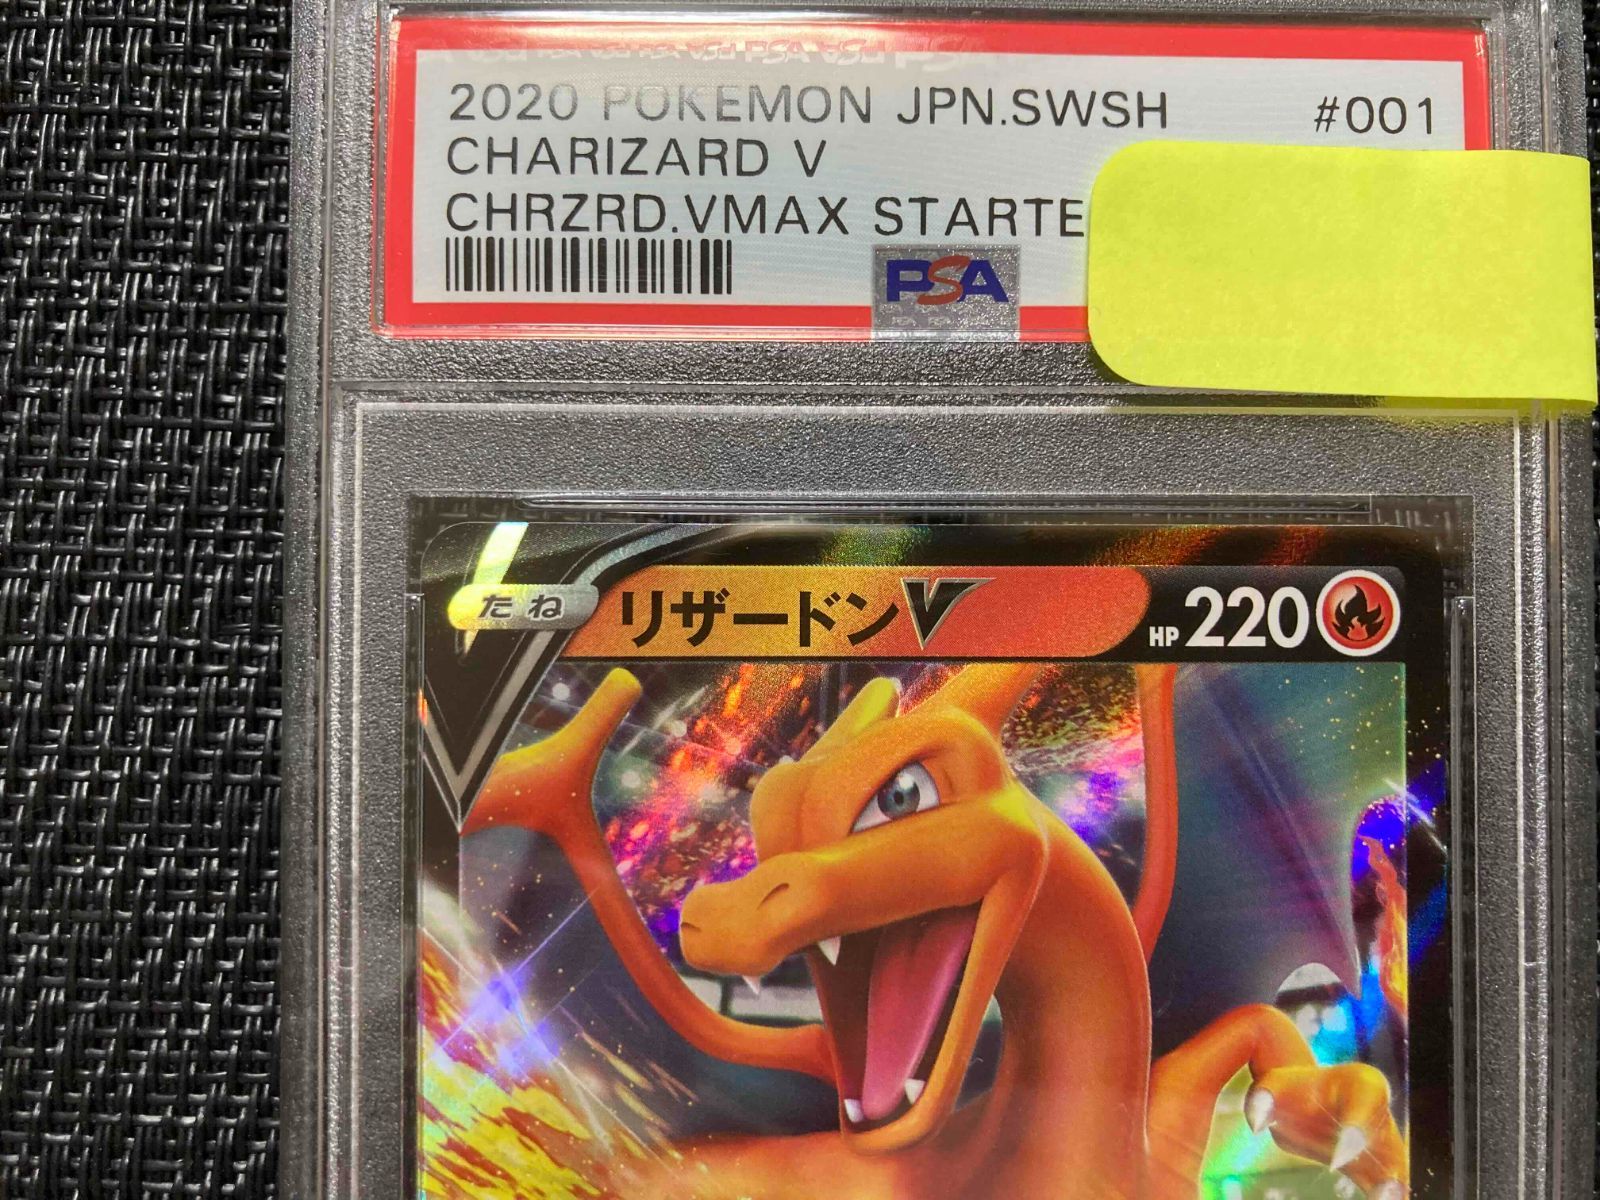 2020 POKEMON JPN.SWSH #001
CHARIZARD V
CHRZRD.VMAX STARTE
PSA
たね リザードンV HP 220